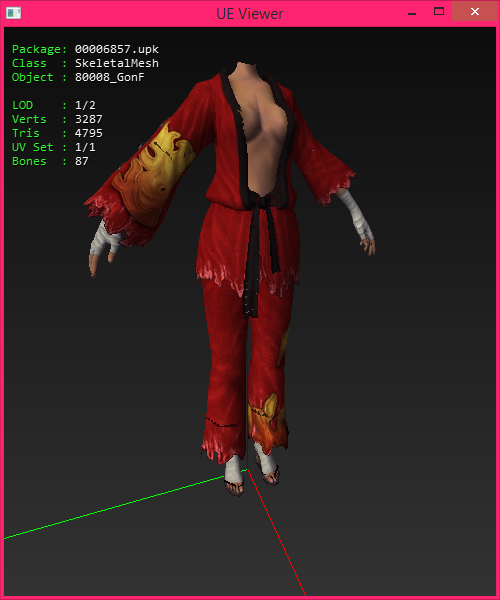 UE Viewer
Package: 00006857.upk
Class : SkeletalMesh
Object : 80008_GonF
LOD : 1/2
Verts : 3287
Tris : 4795
UV Set : 1/1
Bones : 87